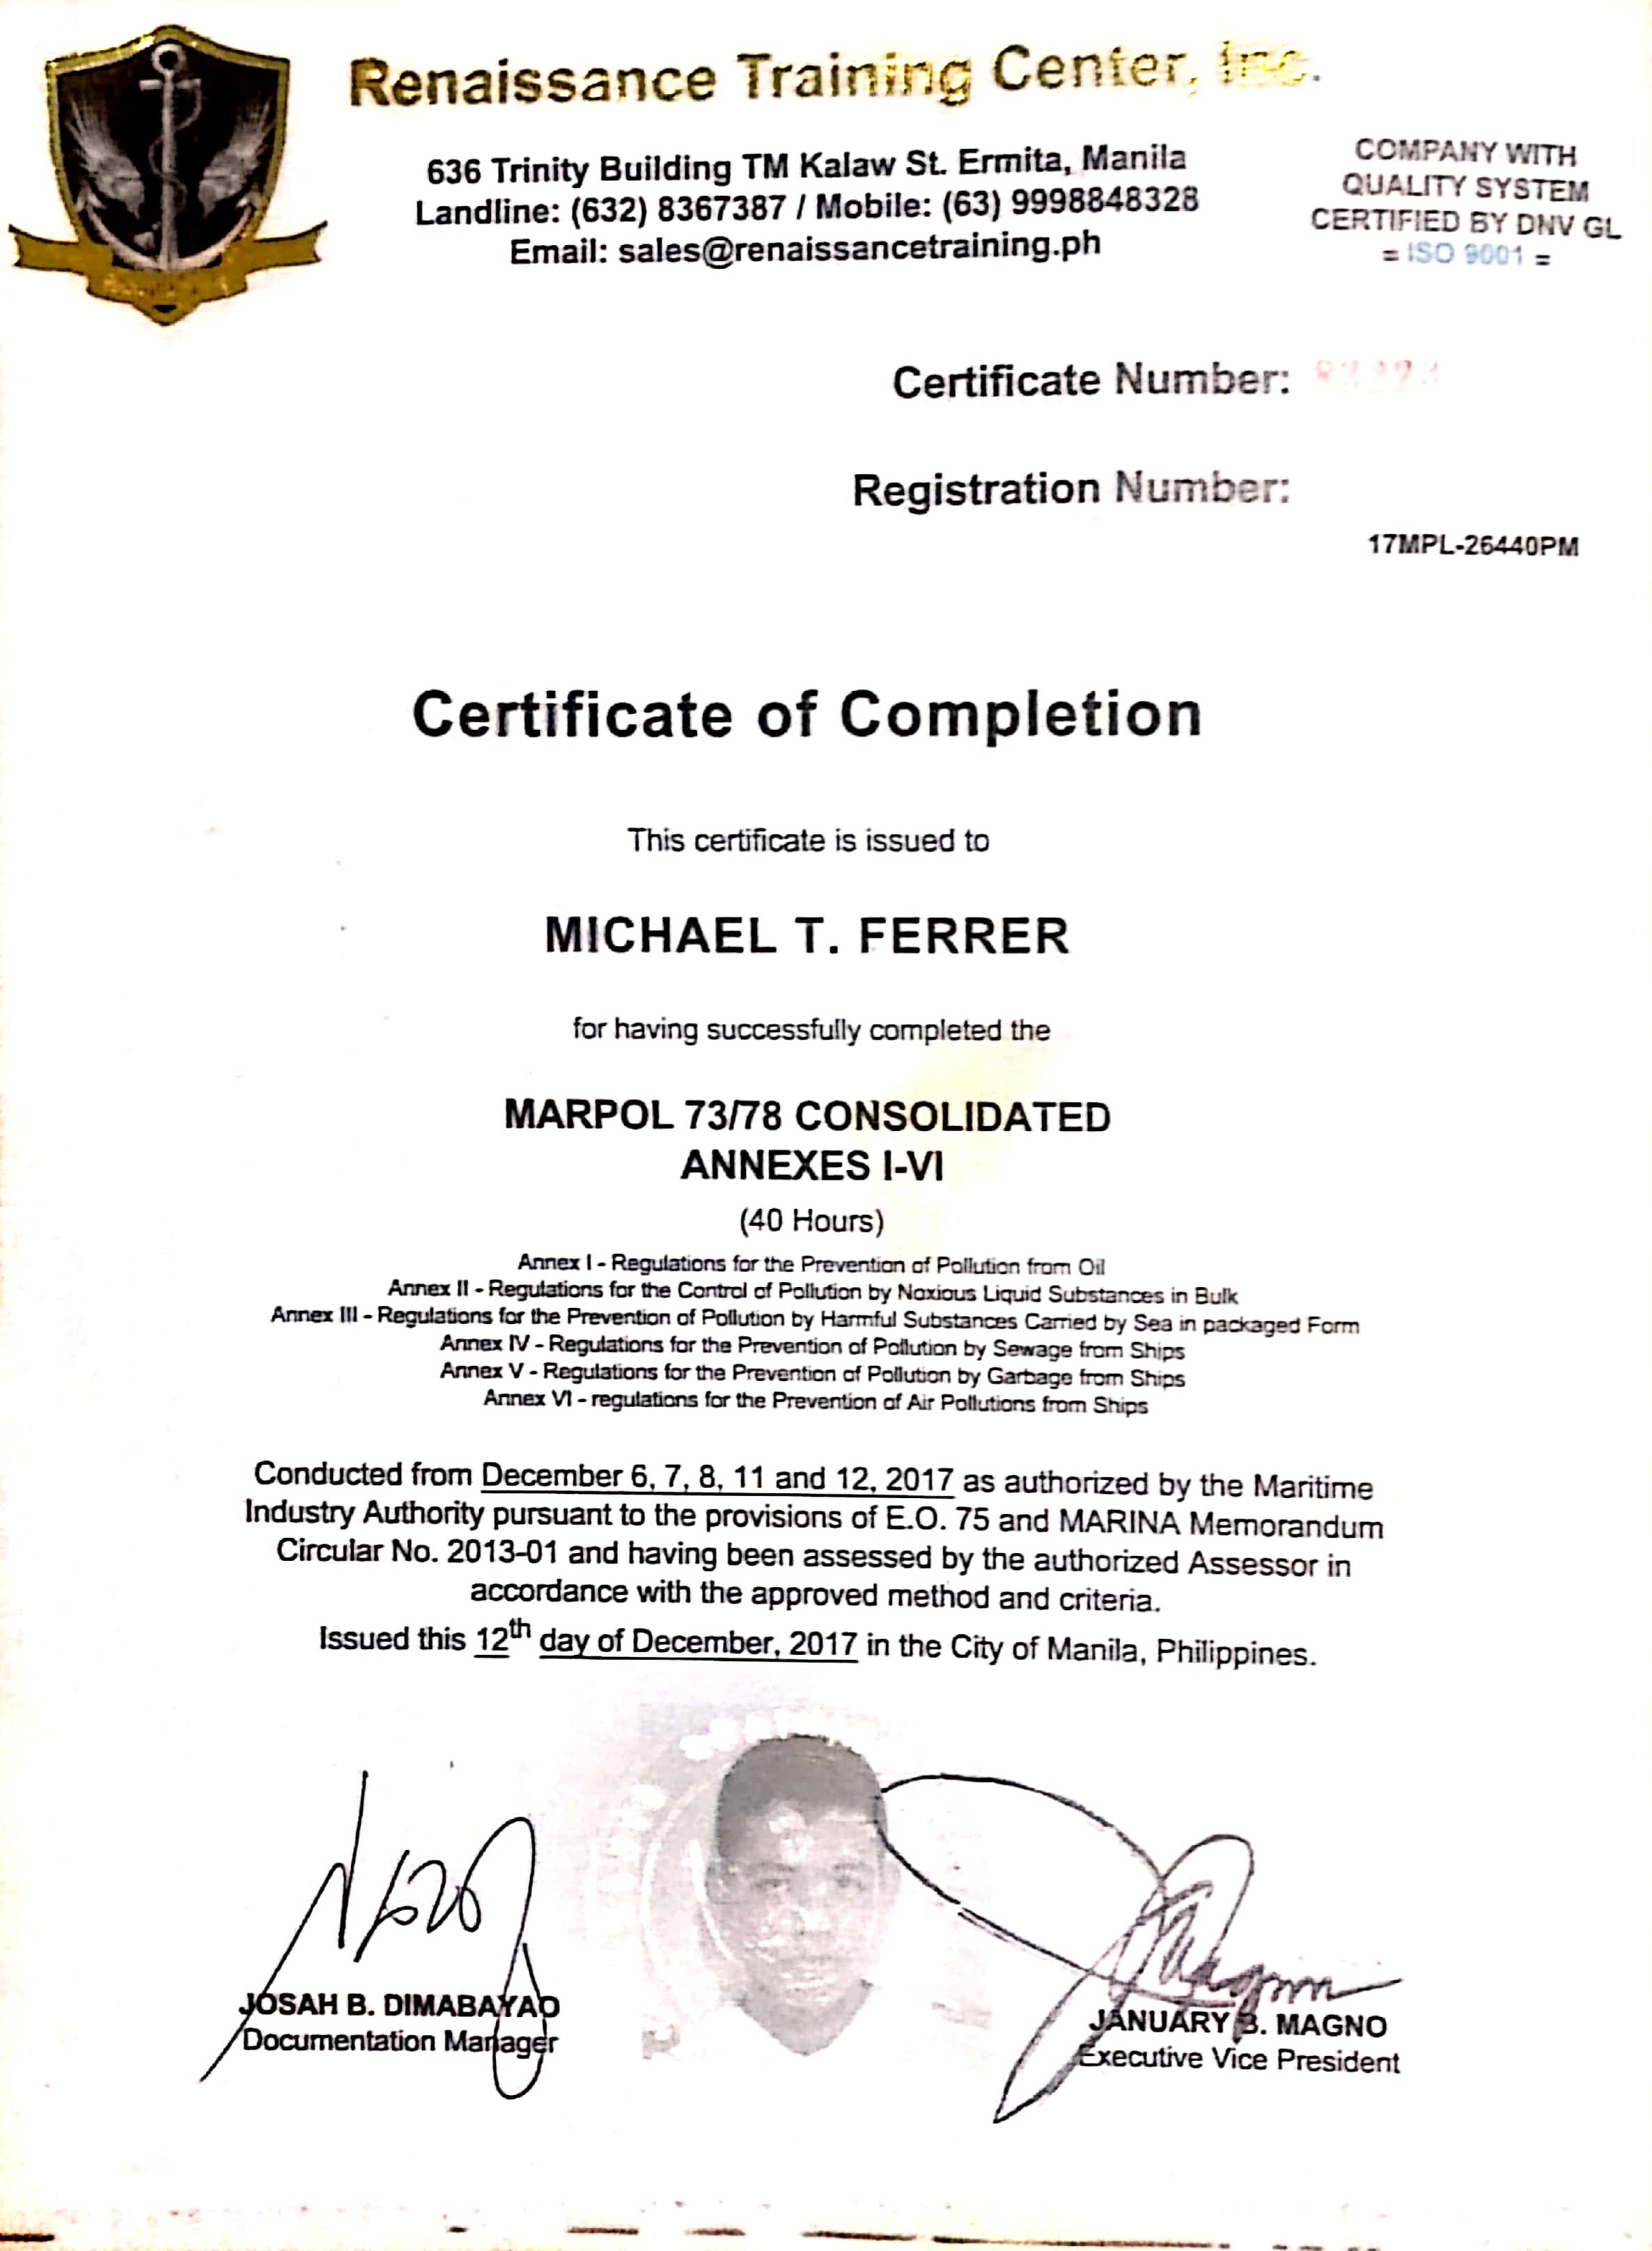 Renaissance Training Center, Inc.
636 Trinity Building TM Kalaw St. Ermita, Manila
Landline: (632) 8367387 / Mobile: (63) 9998848328
Email: sales@renaissancetraining.ph
COMPANY WITH
QUALITY SYSTEM
CERTIFIED BY DNV GL
= ISO 9001 =
Certificate Number:
Registration Number:
17MPL-26440PM
Certificate of Completion
This certificate is issued to
MICHAEL T. FERRER
for having successfully completed the
MARPOL 73/78 CONSOLIDATED
ANNEXES I-VI
(40 Hours)
Annex I - Regulations for the Prevention of Pollution from Oil
Annex II - Regulations for the Control of Pollution by Noxious Liquid Substances in Bulk
Annex III - Regulations for the Prevention of Pollution by Harmful Substances Carried by Sea in packaged Form
Annex IV - Regulations for the Prevention of Pollution by Sewage from Ships
Annex V - Regulations for the Prevention of Pollution by Garbage from Ships
Annex VI - regulations for the Prevention of Air Pollutions from Ships
Conducted from December 6, 7, 8, 11 and 12, 2017 as authorized by the Maritime
Industry Authority pursuant to the provisions of E.O. 75 and MARINA Memorandum
Circular No. 2013-01 and having been assessed by the authorized Assessor in
accordance with the approved method and criteria.
Issued this 12th day of December, 2017 in the City of Manila, Philippines.
JOSAH B. DIMABAYAO
Documentation Manager
JANUARY B. MAGNO
Executive Vice President